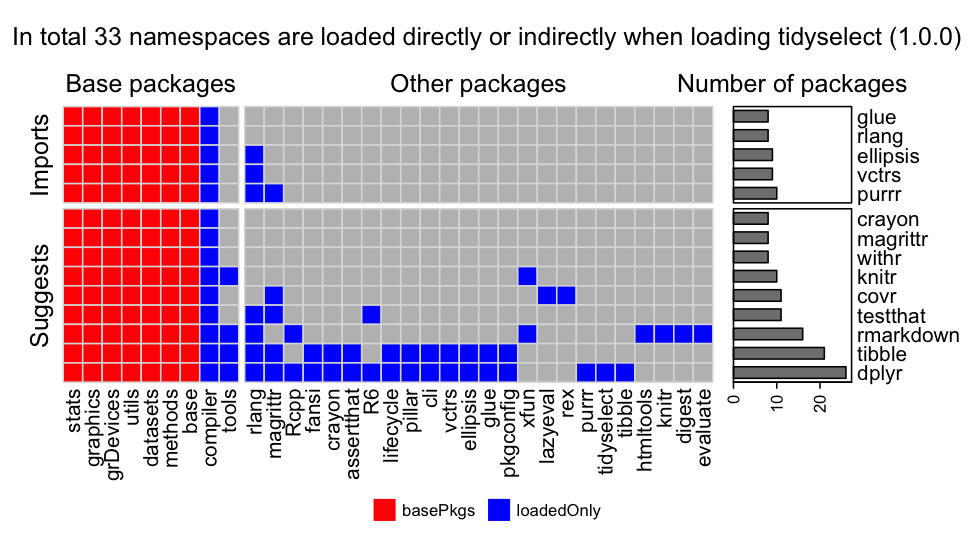 In total 33 namespaces are loaded directly or indirectly when loading tidyselect (1.0.0)
Base packages
Other packages
Number of packages
Imports
glue
rlang
ellipsis
vctrs
purrr
Suggests
crayon
magrittr
withr
knitr
covr
testthat
rmarkdown
tibble
dplyr
stats
graphics
grDevices
utils
datasets
methods
base
compiler
tools
rlang
magrittr
Rcpp
fansi
crayon
assertthat
R6
lifecycle
pillar
cli
vctrs
ellipsis
glue
pkgconfig
xfun
lazyeval
rex
purrr
tidyselect
tibble
htmltools
knitr
digest
evaluate
0
10
20
basePkgs
loadedOnly